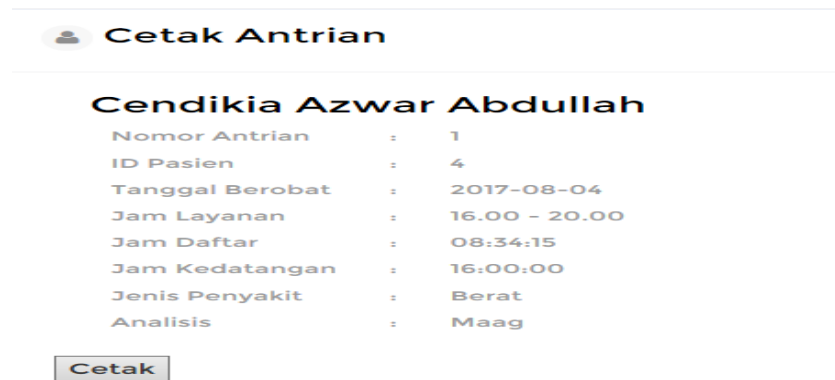 Cetak Antrian
Cendikia Azwar Abdullah
Nomor Antrian : 1
ID Pasien : 4
Tanggal Berobat : 2017-08-04
Jam Layanan : 16.00 - 20.00
Jam Daftar : 08:34:15
Jam Kedatangan : 16:00:00
Jenis Penyakit : Berat
Analisis : Maag
Cetak